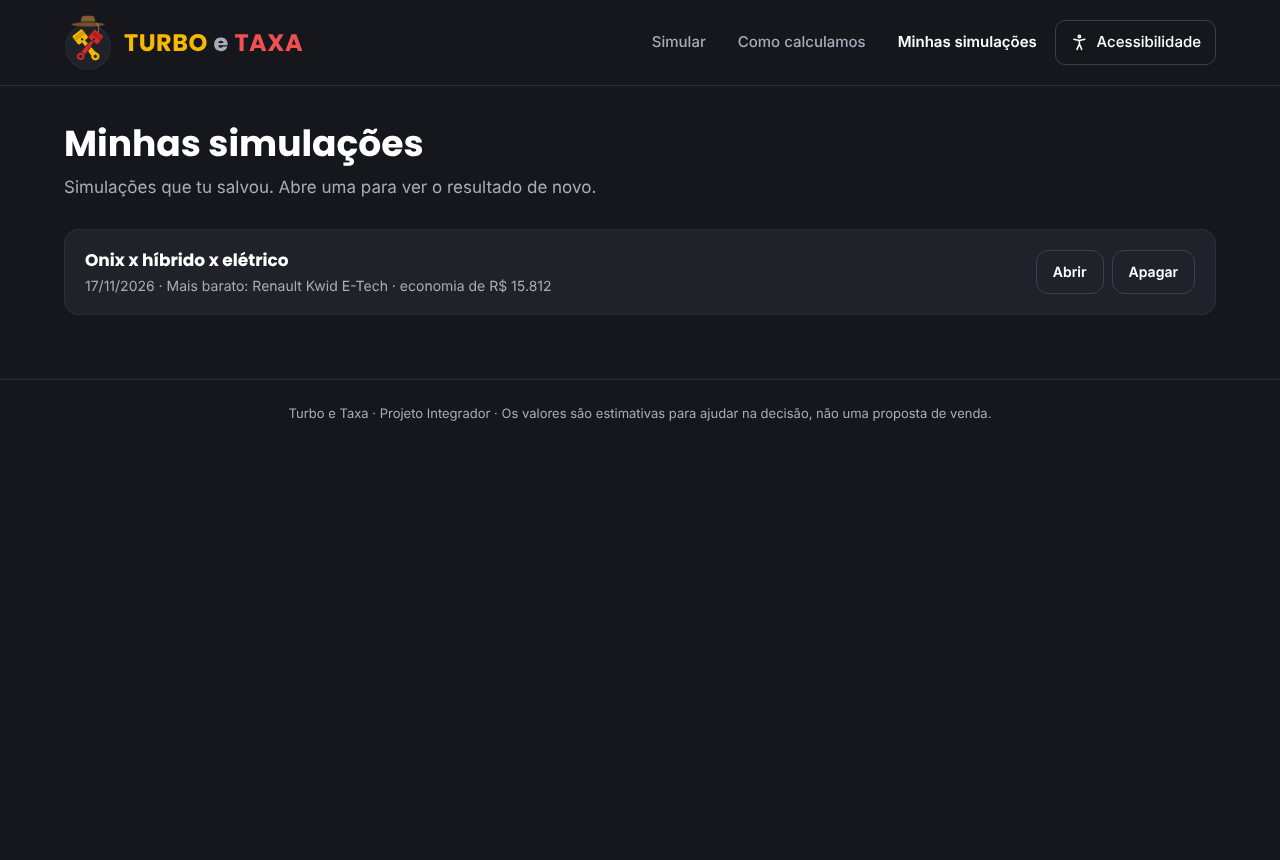 TURBO e TAXA
Simular
Como calculamos
Minhas simulações
Acessibilidade
Minhas simulações
Simulações que tu salvou. Abre uma para ver o resultado de novo.
Onix x híbrido x elétrico
17/11/2026 · Mais barato: Renault Kwid E-Tech · economia de R$ 15.812
Abrir
Apagar
Turbo e Taxa · Projeto Integrador · Os valores são estimativas para ajudar na decisão, não uma proposta de venda.